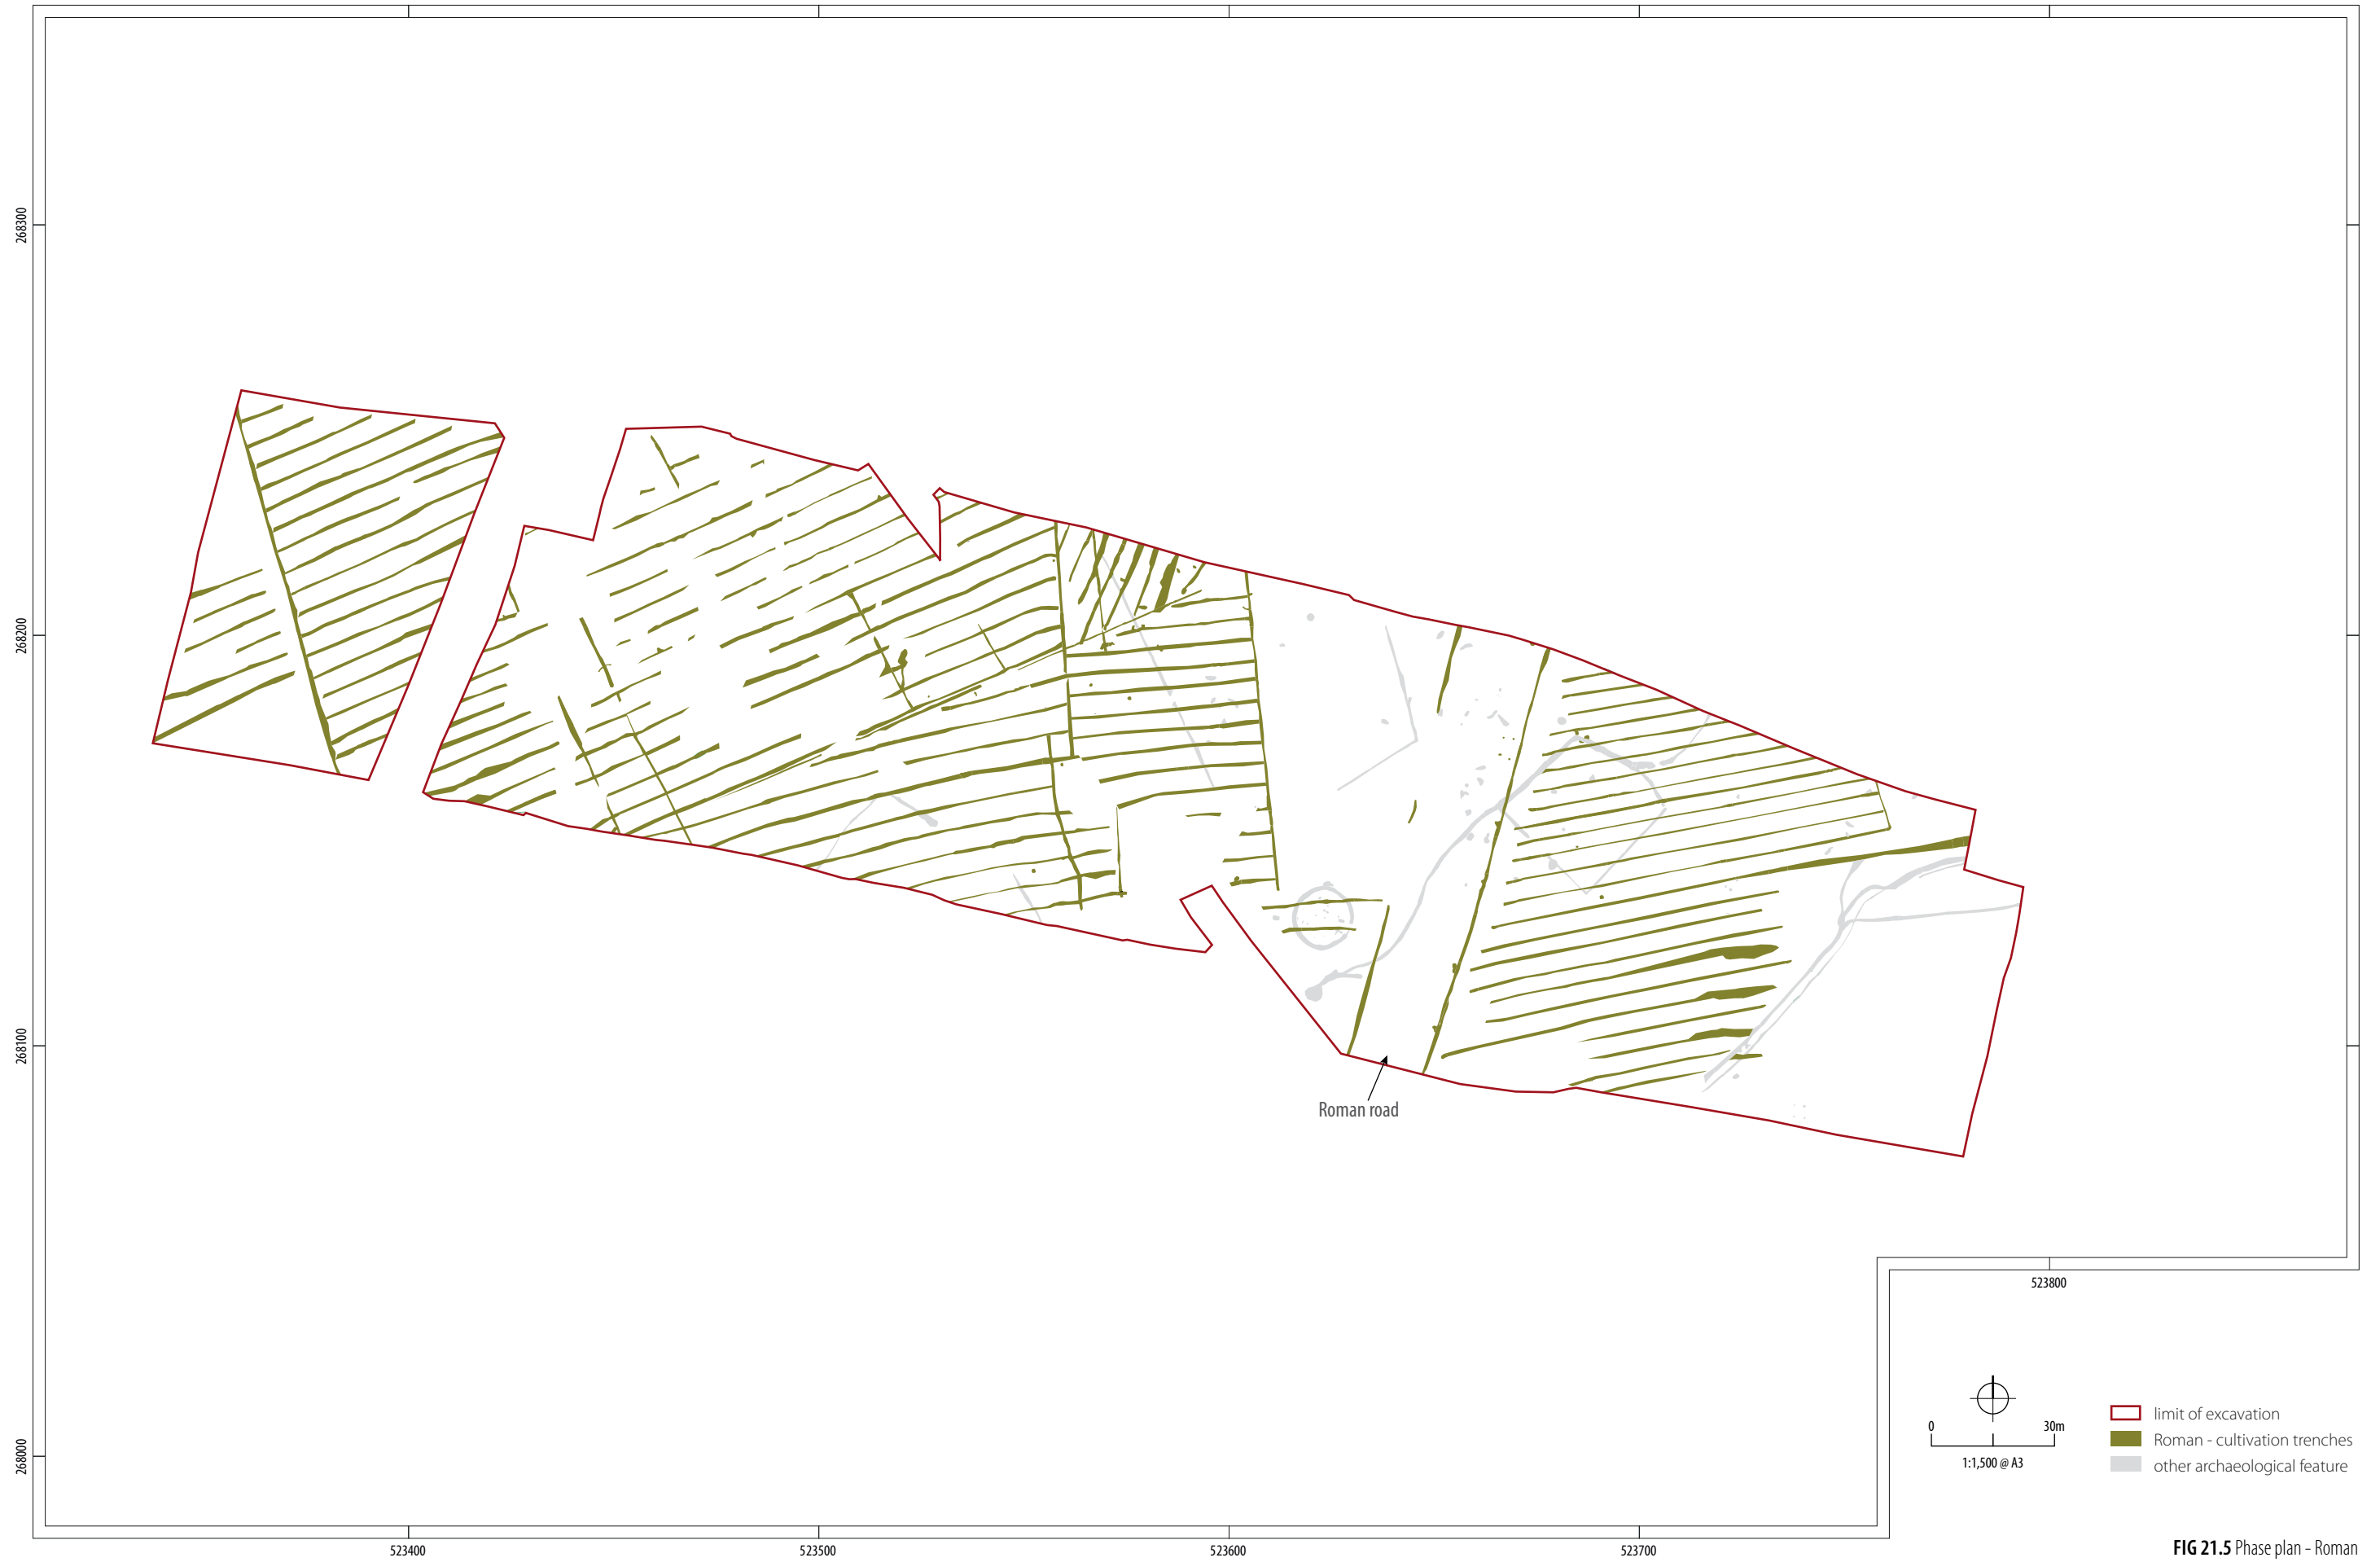 268300
268200
268100
268000
Roman road
523800
0
30m
1:1,500 @ A3
limit of excavation
Roman - cultivation trenches
other archaeological feature
523400
523500
523600
523700
FIG 21.5 Phase plan - Roman